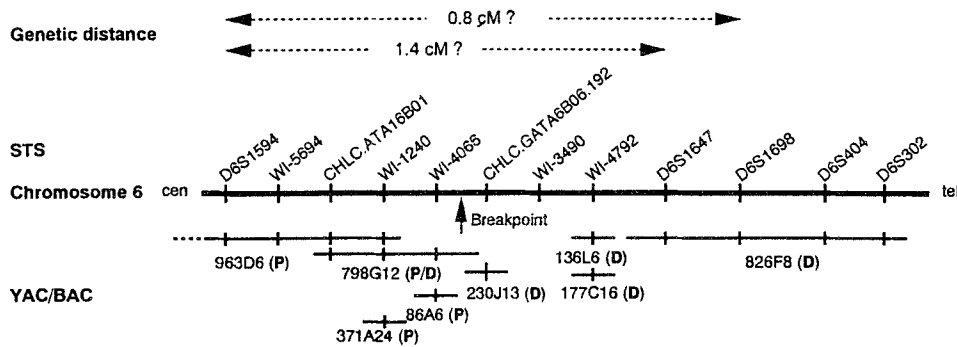 0.8 cM ?
Genetic distance
1.4 cM ?
STS
D6S1594 WI-5694 CHLC.ATA16B01 WI-1240 WI-4065 CHLC.GATA6B06.192 WI-3490 WI-4792 D6S1647 D6S1698 D6S404 D6S302
Chromosome 6 cen tel
Breakpoint
963D6 (P) 798G12 (P/D) 136L6 (D) 826F8 (D)
YAC/BAC 230J13 (D) 177C16 (D)
86A6 (P)
371A24 (P)